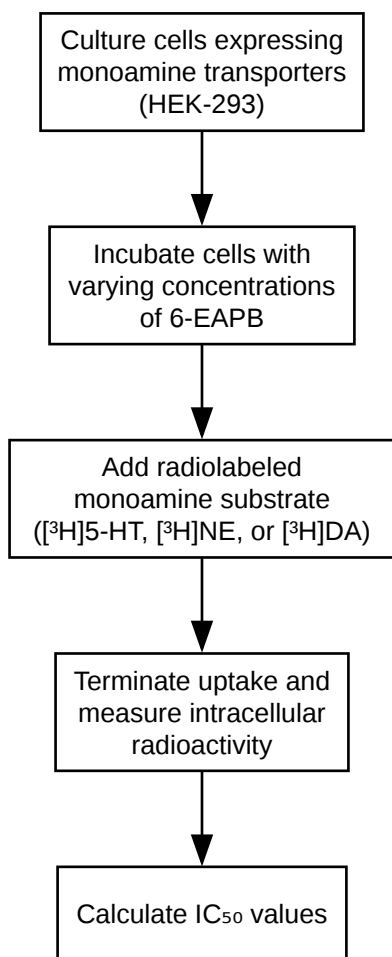 Culture cells expressing
monoamine transporters
(HEK-293)
Incubate cells with
varying concentrations
of 6-EAPB
Add radiolabeled
monoamine substrate
([³H]5-HT, [³H]NE, or [³H]DA)
Terminate uptake and
measure intracellular
radioactivity
Calculate IC₅₀ values